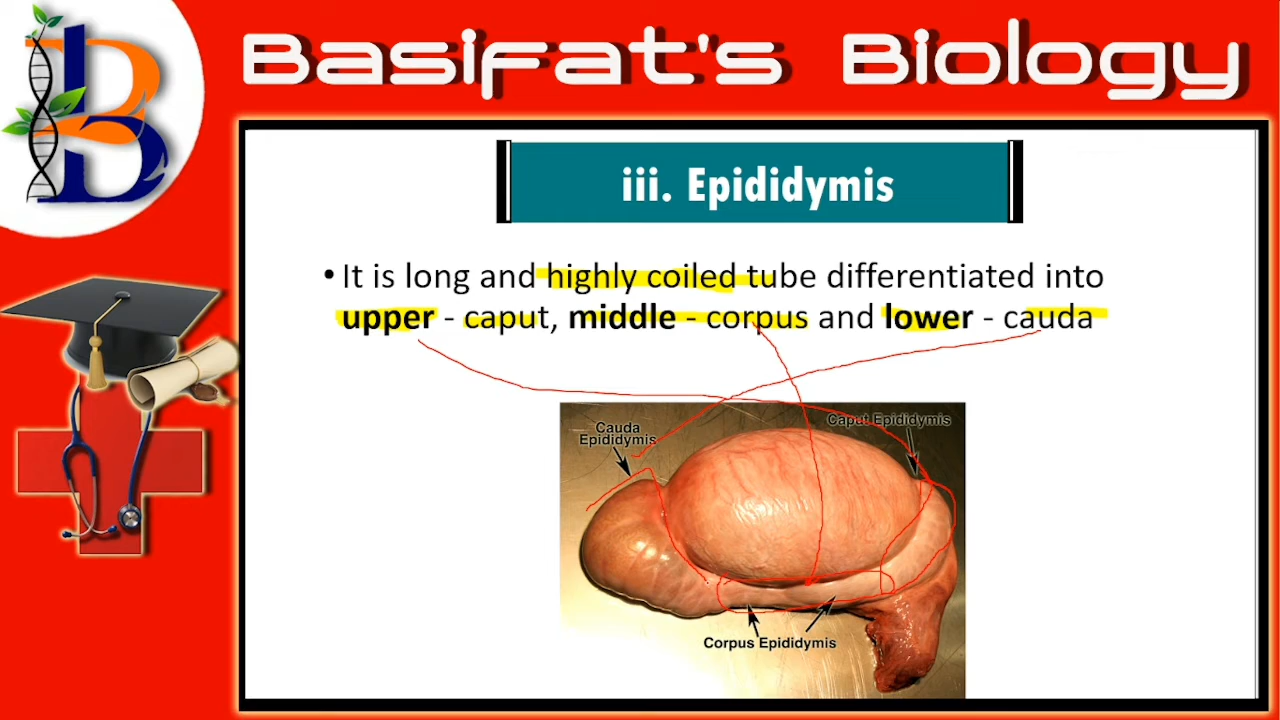 Basifat's Biology
iii. Epididymis
• It is long and highly coiled tube differentiated into
upper - caput, middle - corpus and lower - cauda
Cauda
Epididymis
Caput Epididymis
Corpus Epididymis